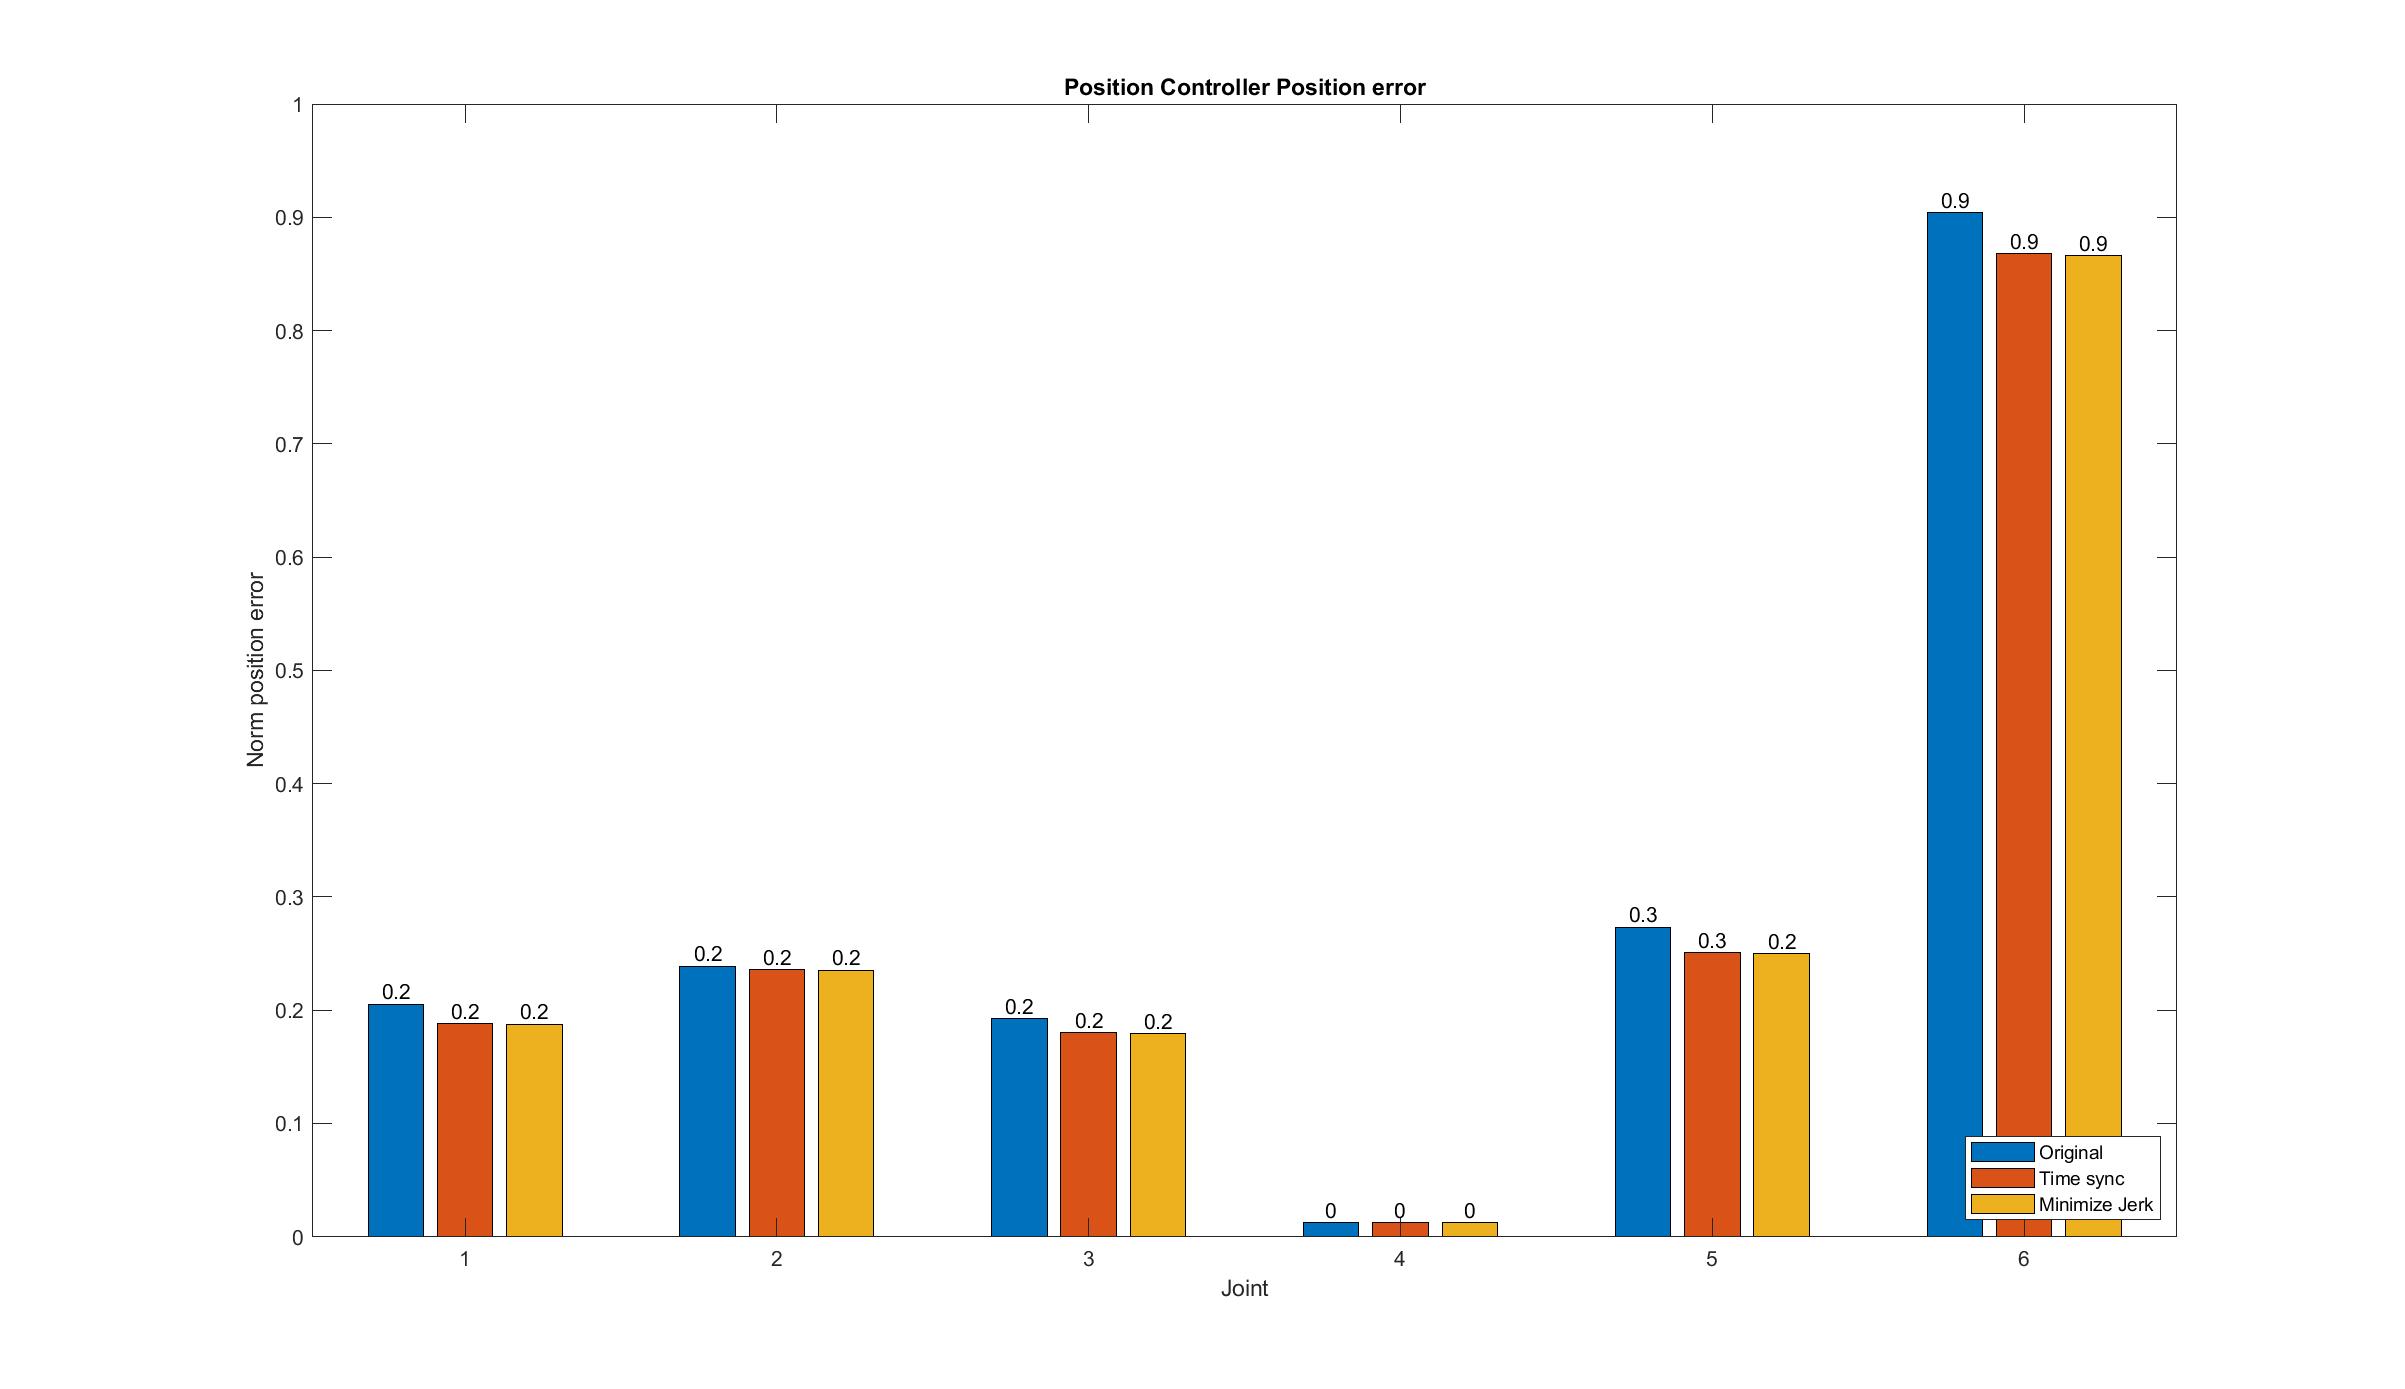 Position Controller Position error
1
0.9
0.8
0.7
0.6
0.5
0.4
0.3
0.2
0.1
0
Norm position error
0.2 0.2 0.2
0.2 0.2 0.2
0.2 0.2 0.2
0 0 0
0.3 0.3 0.2
0.9 0.9 0.9
Original
Time sync
Minimize Jerk
1 2 3 4 5 6
Joint